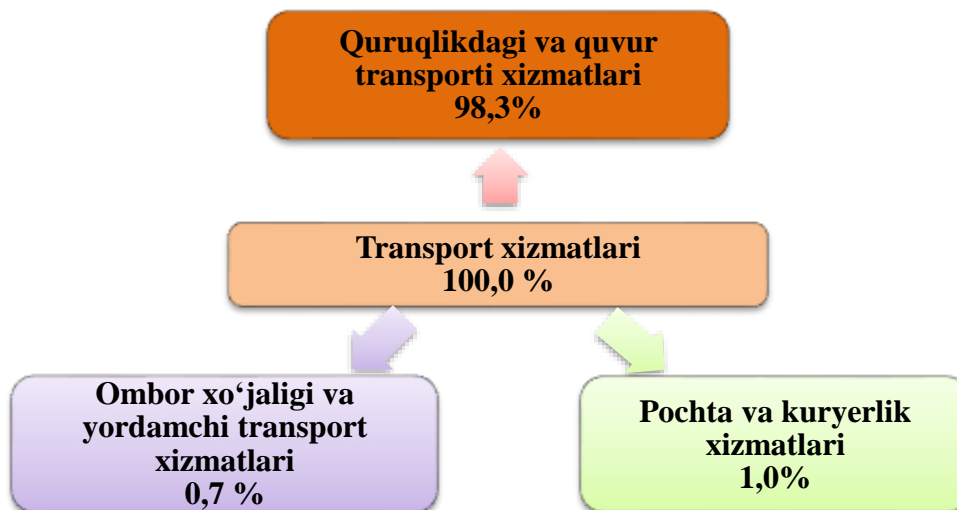 Quruqlikdagi va quvur
transporti xizmatlari
98,3%
Transport xizmatlari
100,0 %
Ombor xo‘jaligi va
yordamchi transport
xizmatlari
0,7 %
Pochta va kuryerlik
xizmatlari
1,0%